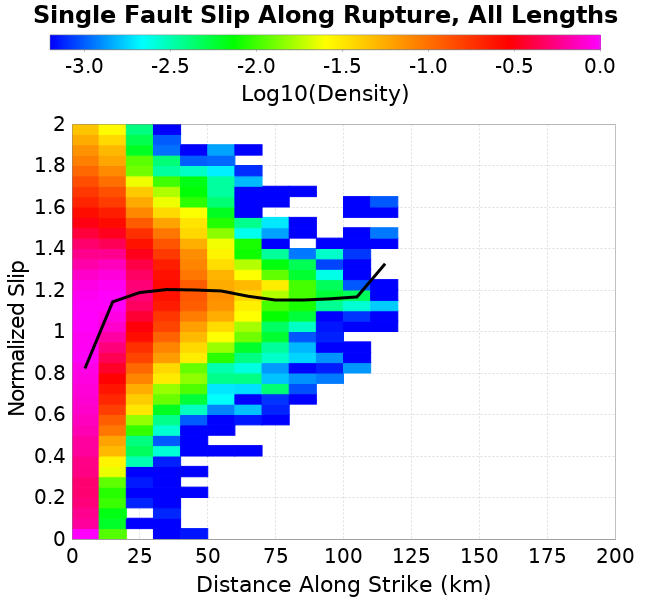 Single Fault Slip Along Rupture, All Lengths
-3.0 -2.5 -2.0 -1.5 -1.0 -0.5 0.0
Log10(Density)
2
1.8
1.6
1.4
1.2
1
0.8
0.6
0.4
0.2
0
Normalized Slip
0 25 50 75 100 125 150 175 200
Distance Along Strike (km)